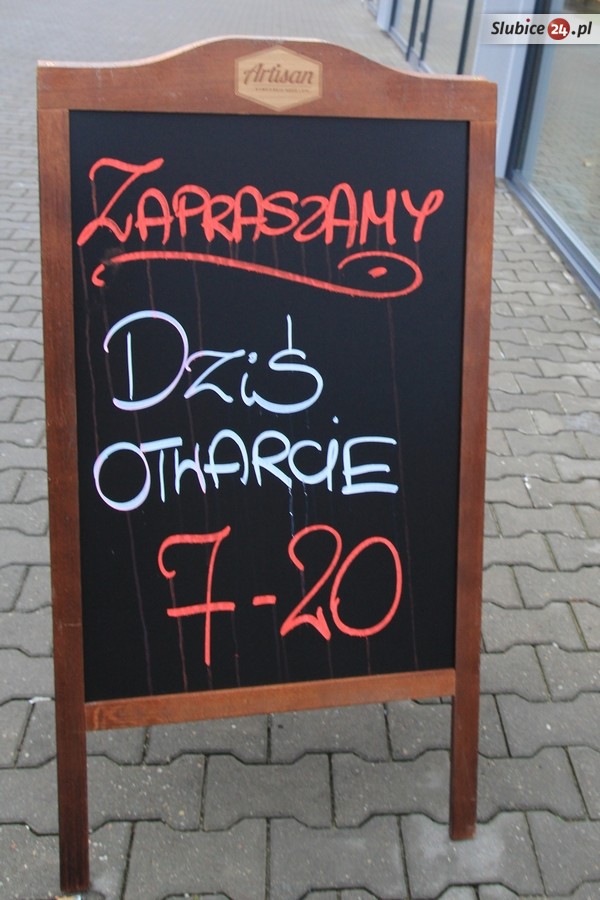 Slubice24.pl
Artisan
ZAPRASZAMY
DZiŚ
OTWARCIE
7-20